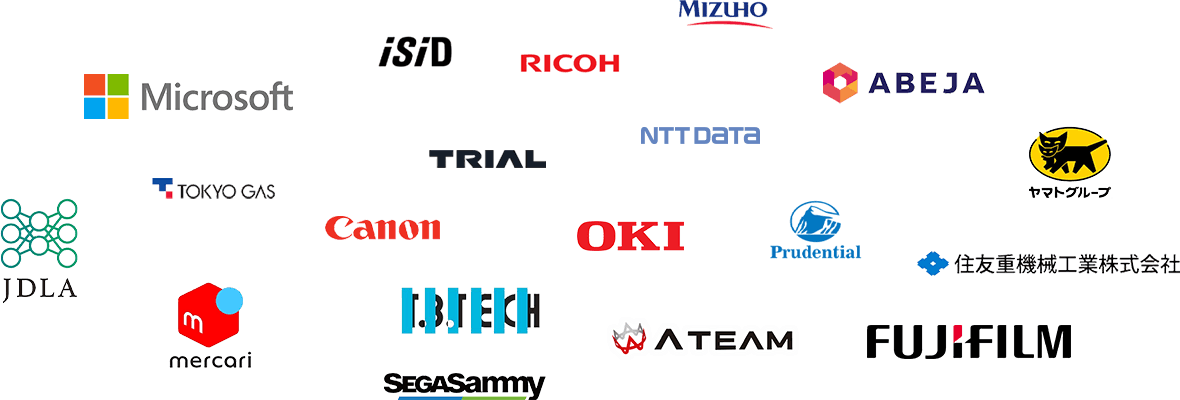 MIZUHO
iSiD
RICOH
Microsoft
ABEJA
NTT DATA
TRIAL
TOKYO GAS
ヤマトグループ
Canon
OKI
Prudential
住友重機械工業株式会社
JDLA
m
mercari
T.B.TECH
ATEAM
FUJIFILM
SEGASammy